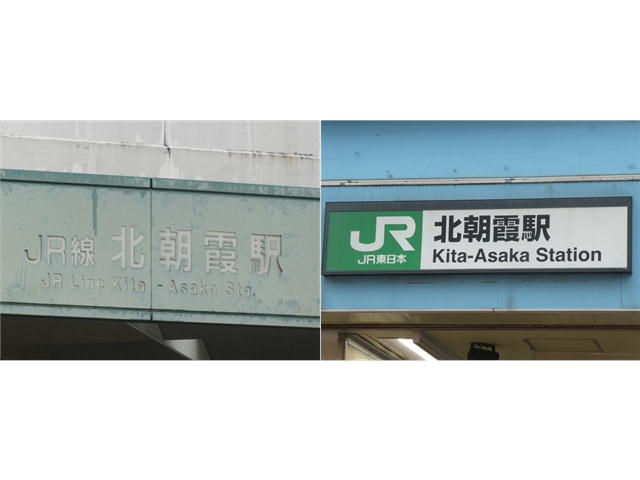 JR線 北朝霞駅
JR Line Kita - Asaka Sta.
JR
JR東日本
北朝霞駅
Kita-Asaka Station